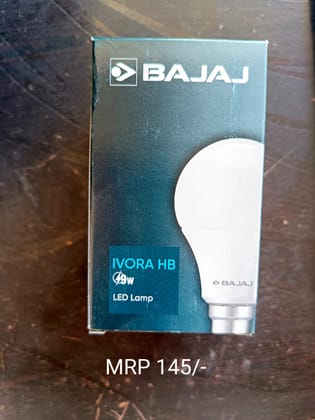 BAJAJ
IVORA HB
9W
LED Lamp
BAJAJ
MRP 145/-